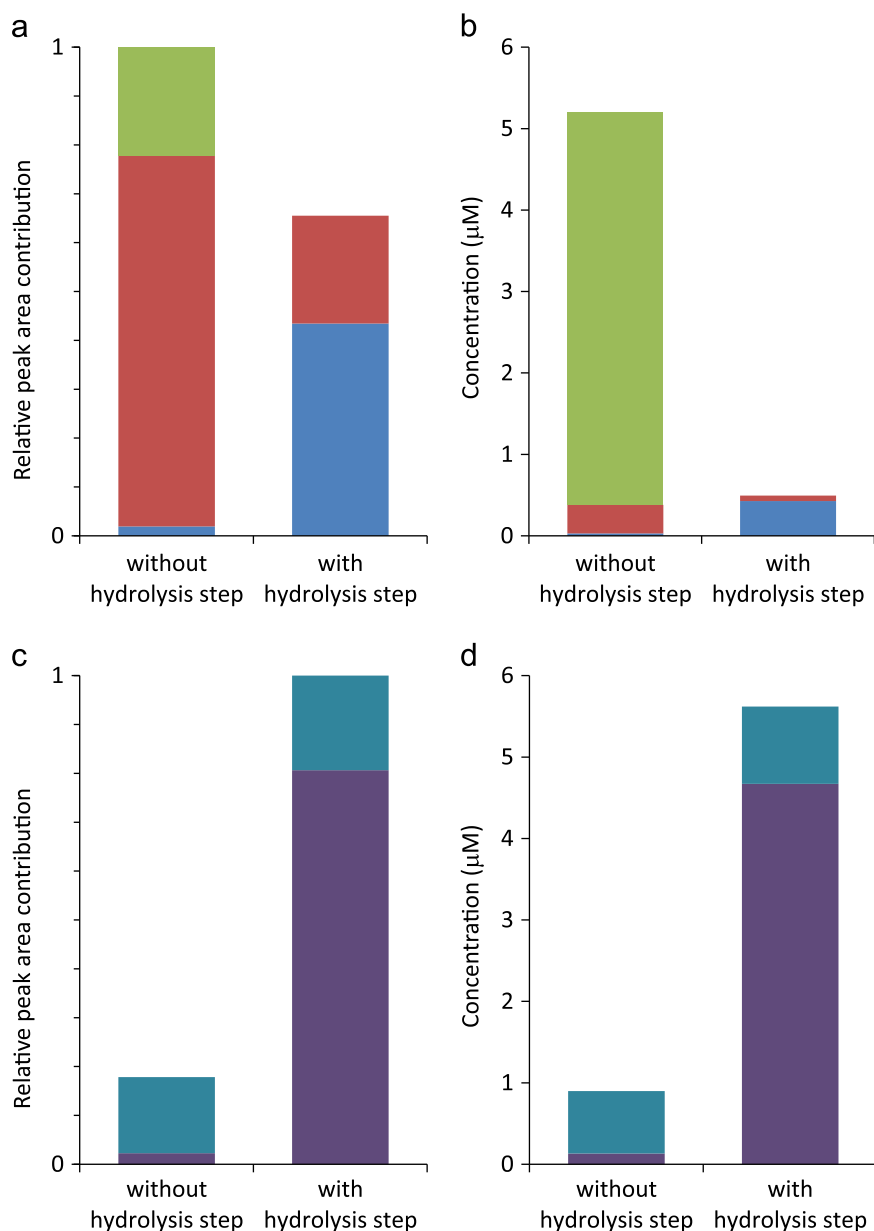 a
1
0
Relative peak area contribution
without
hydrolysis step
with
hydrolysis step
b
6
5
4
3
2
1
0
Concentration (µM)
without
hydrolysis step
with
hydrolysis step
c
1
0
Relative peak area contribution
without
hydrolysis step
with
hydrolysis step
d
6
5
4
3
2
1
0
Concentration (µM)
without
hydrolysis step
with
hydrolysis step